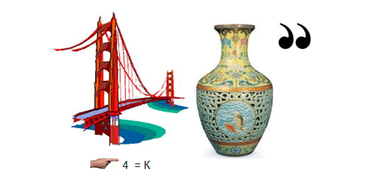 ,,
4 = K